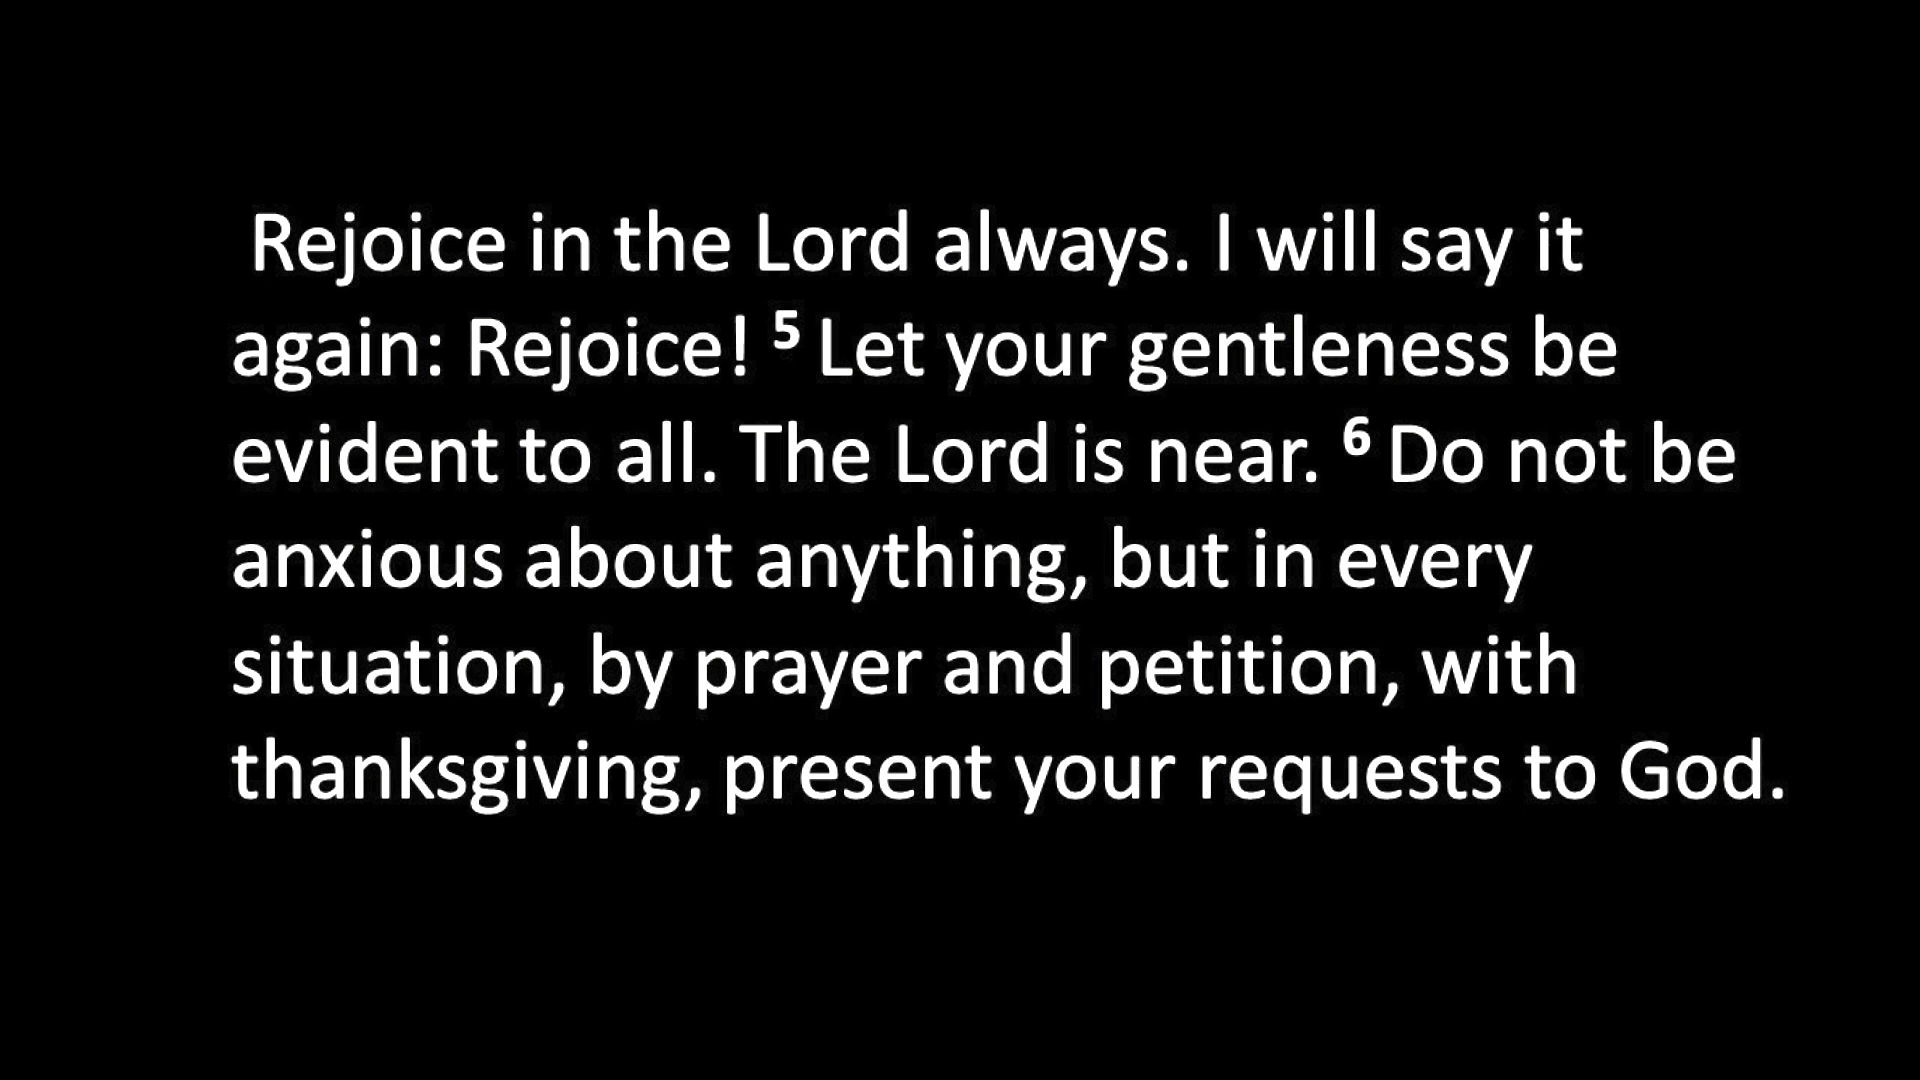 Rejoice in the Lord always. I will say it
again: Rejoice! ⁵ Let your gentleness be
evident to all. The Lord is near. ⁶ Do not be
anxious about anything, but in every
situation, by prayer and petition, with
thanksgiving, present your requests to God.